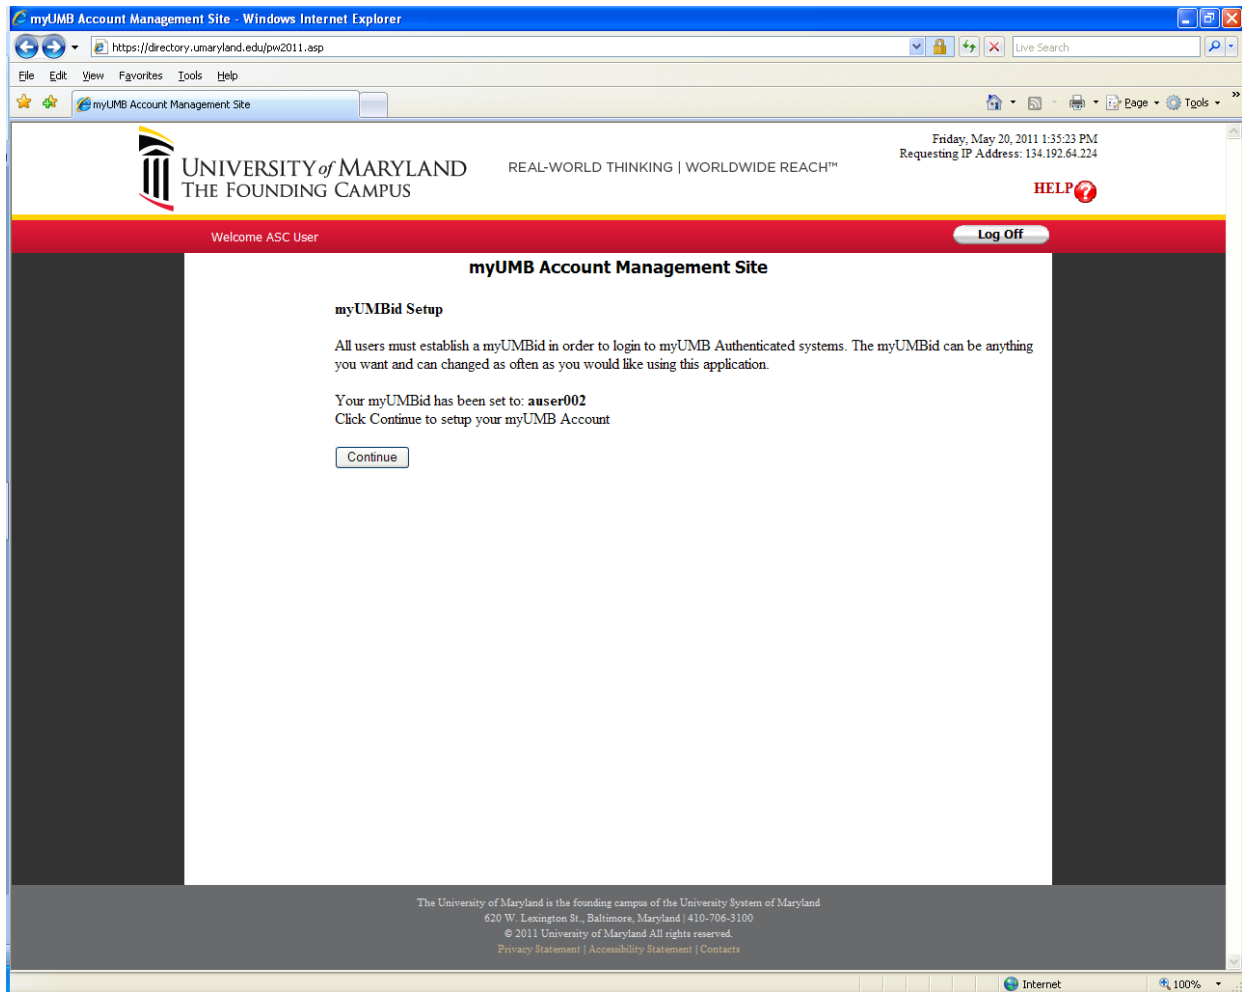 myUMB Account Management Site - Windows Internet Explorer
https://directory.umaryland.edu/pw2011.asp
Live Search
File Edit View Favorites Tools Help
myUMB Account Management Site
Page Tools
Friday, May 20, 2011 1:35:23 PM
Requesting IP Address: 134.192.64.224
UNIVERSITY of MARYLAND
THE FOUNDING CAMPUS
REAL-WORLD THINKING | WORLDWIDE REACH™
HELP?
Welcome ASC User
Log Off
myUMB Account Management Site
myUMBid Setup
All users must establish a myUMBid in order to login to myUMB Authenticated systems. The myUMBid can be anything
you want and can changed as often as you would like using this application.
Your myUMBid has been set to: auser002
Click Continue to setup your myUMB Account
Continue
The University of Maryland is the founding campus of the University System of Maryland
620 W. Lexington St., Baltimore, Maryland | 410-706-3100
© 2011 University of Maryland All rights reserved.
Privacy Statement | Accessibility Statement | Contacts
Internet
100%